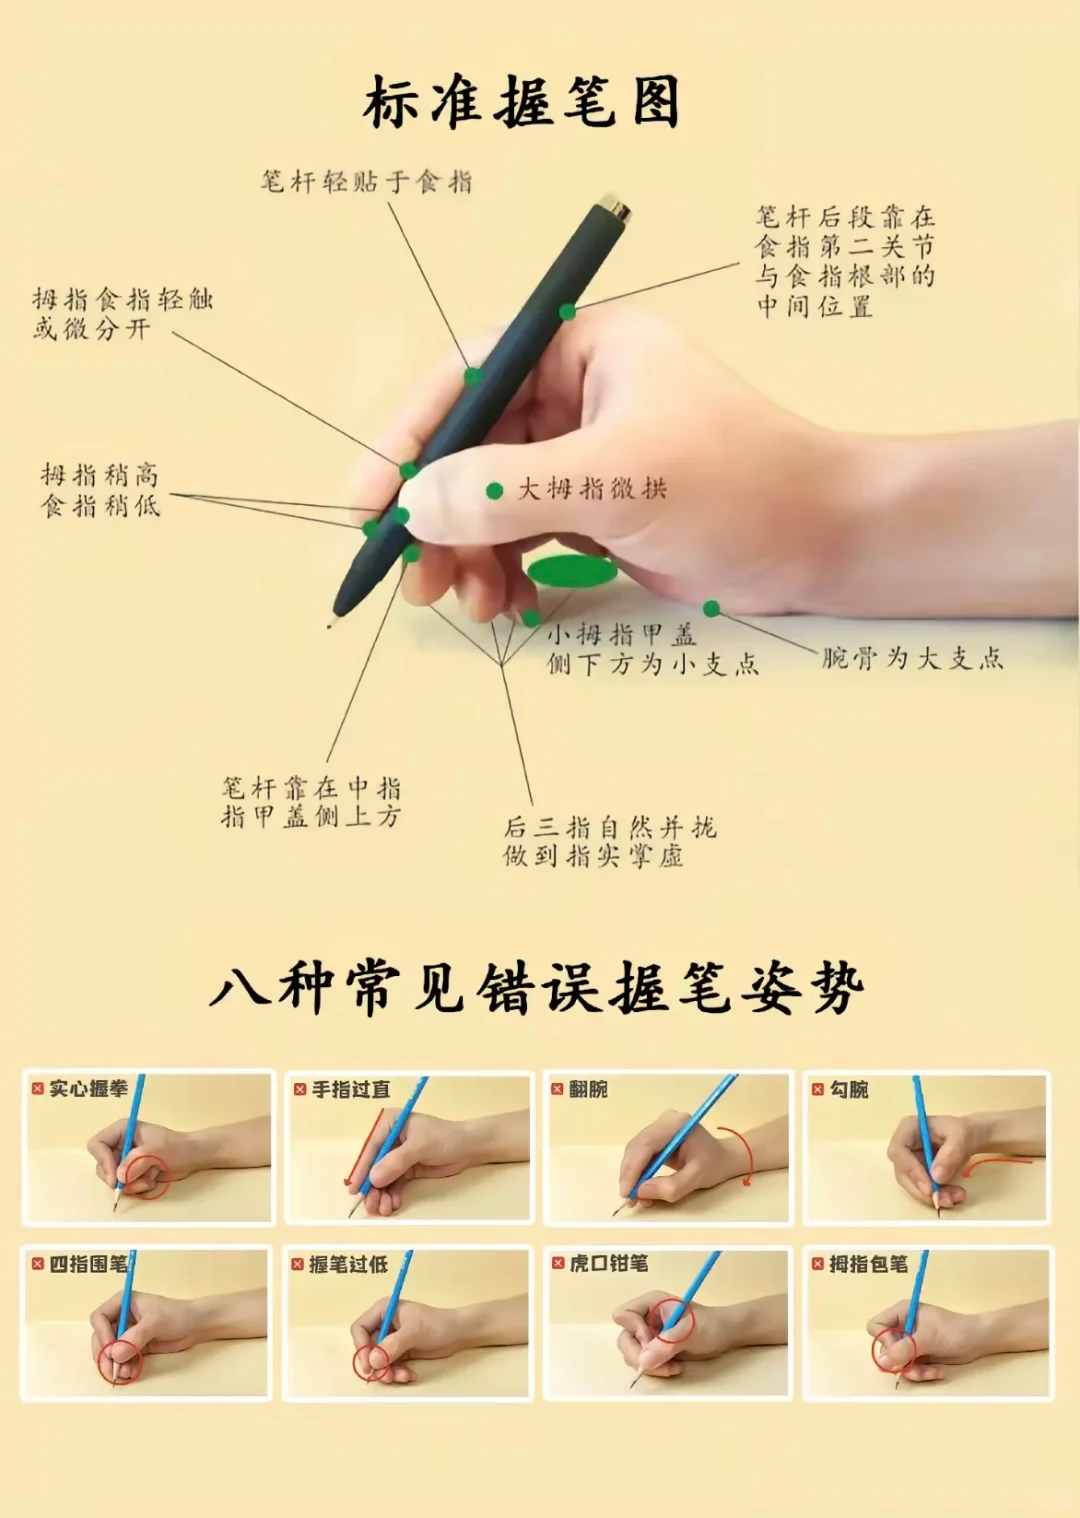 标准握笔图
笔杆轻贴于食指
笔杆后段靠在
食指第二关节
与食指根部的
中间位置
拇指食指轻触
或微分开
拇指稍高
食指稍低
大拇指微拱
小拇指甲盖
侧下方为小支点
腕骨为大支点
笔杆靠在中指
指甲盖侧上方
后三指自然并拢
做到指实掌虚
八种常见错误握笔姿势
实心握拳
手指过直
翻腕
勾腕
四指围笔
握笔过低
虎口钳笔
拇指包笔